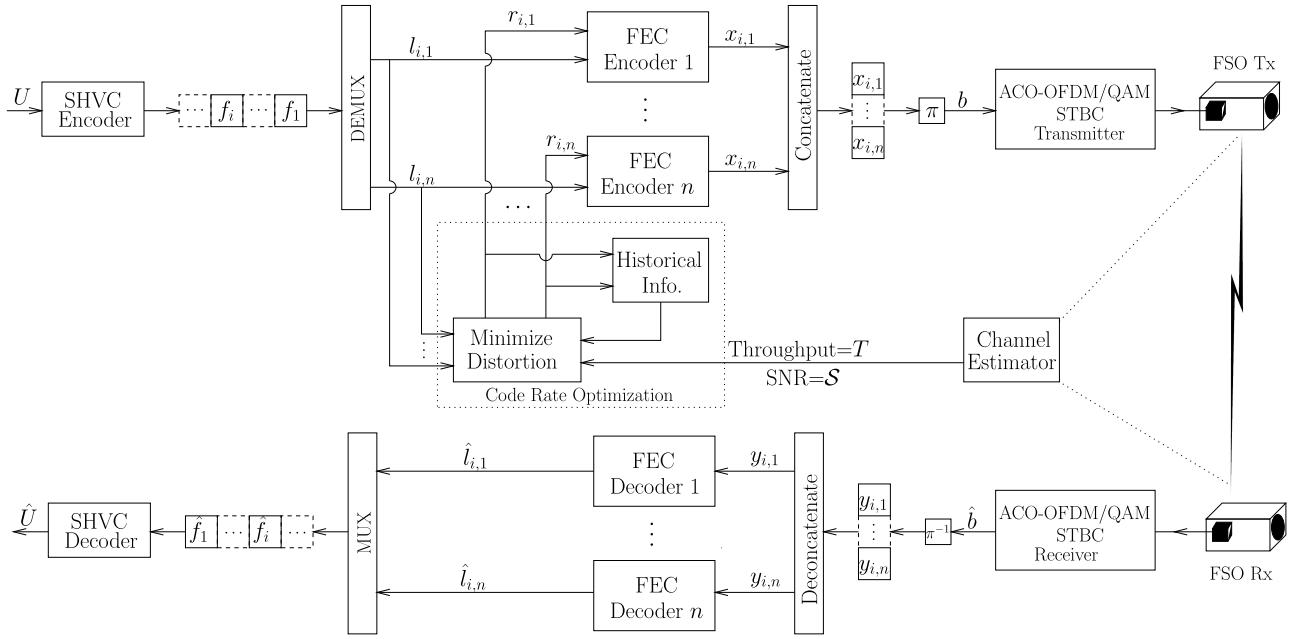 U
SHVC
Encoder
⋯ f_i ⋯ f_1
DEMUX
l_{i,1}
l_{i,n}
r_{i,1}
r_{i,n}
FEC
Encoder 1
⋮
FEC
Encoder n
⋯
x_{i,1}
x_{i,n}
Concatenate
x_{i,1}
⋮
x_{i,n}
π
b
ACO-OFDM/QAM
STBC
Transmitter
FSO Tx
Historical
Info.
Minimize
Distortion
⋮
Code Rate Optimization
Throughput=T
SNR=𝒮
Channel
Estimator
Û
SHVC
Decoder
f̂_1 ⋯ f̂_i ⋯
MUX
l̂_{i,1}
l̂_{i,n}
FEC
Decoder 1
⋮
FEC
Decoder n
y_{i,1}
y_{i,n}
Deconcatenate
y_{i,1}
⋮
y_{i,n}
π^{-1}
b̂
ACO-OFDM/QAM
STBC
Receiver
FSO Rx